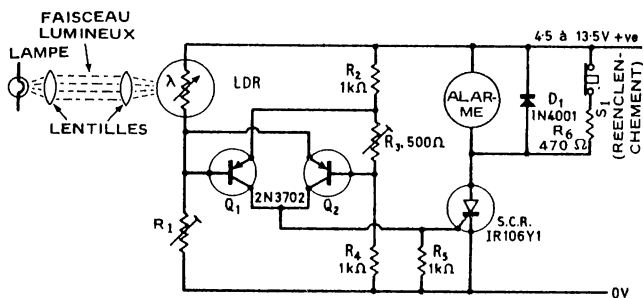 FAISCEAU
LUMINEUX
LAMPE
LENTILLES
λ
LDR
R2
1kΩ
R3, 500Ω
4.5 à 13.5V +ve
ALAR-
ME
D1
1N4001
R6
470 Ω
S1
(REENCLEN-
CHEMENT)
2N3702
Q1
Q2
R1
R4
1kΩ
R5
1kΩ
S.C.R.
IR106Y1
0V